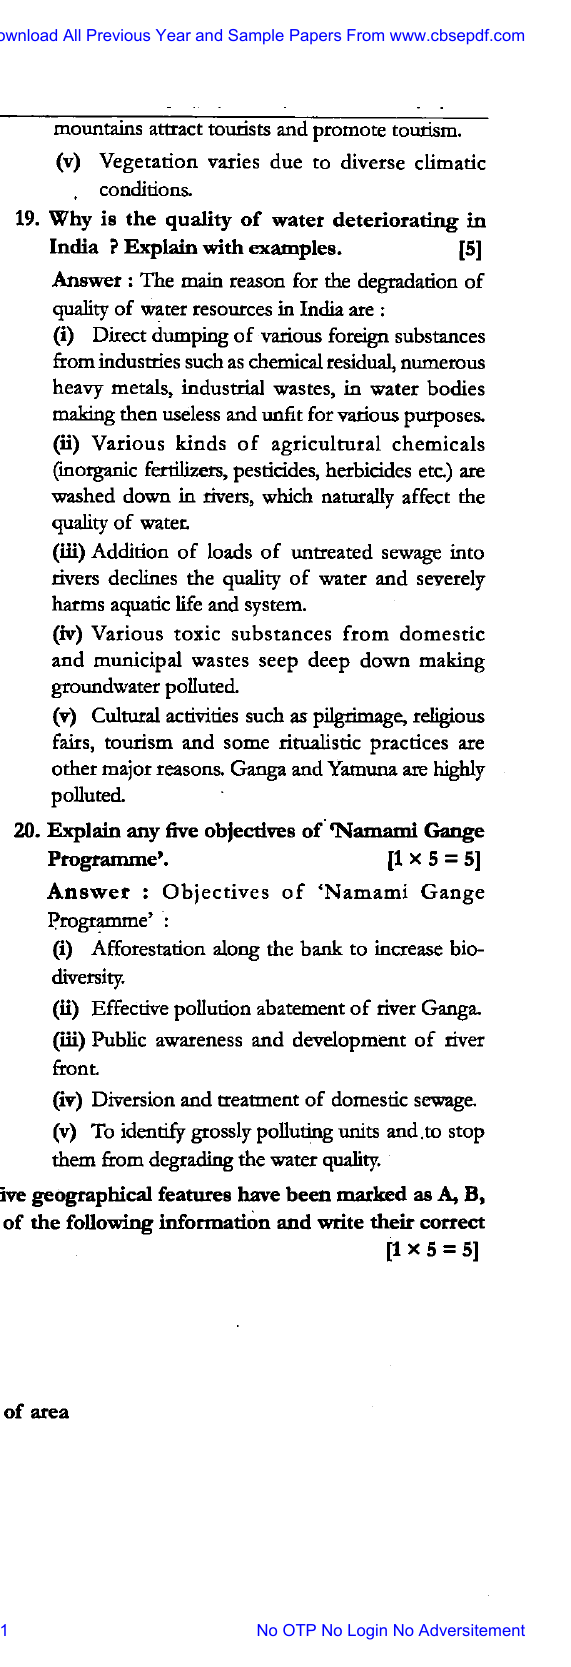 ownload All Previous Year and Sample Papers From www.cbsepdf.com
mountains attract tourists and promote tourism.
(v) Vegetation varies due to diverse climatic
conditions.
19. Why is the quality of water deteriorating in
India ? Explain with examples. [5]
Answer : The main reason for the degradation of
quality of water resources in India are :
(i) Direct dumping of various foreign substances
from industries such as chemical residual, numerous
heavy metals, industrial wastes, in water bodies
making then useless and unfit for various purposes.
(ii) Various kinds of agricultural chemicals
(inorganic fertilizers, pesticides, herbicides etc.) are
washed down in rivers, which naturally affect the
quality of water.
(iii) Addition of loads of untreated sewage into
rivers declines the quality of water and severely
harms aquatic life and system.
(iv) Various toxic substances from domestic
and municipal wastes seep deep down making
groundwater polluted.
(v) Cultural activities such as pilgrimage, religious
fairs, tourism and some ritualistic practices are
other major reasons. Ganga and Yamuna are highly
polluted.
20. Explain any five objectives of 'Namami Gange
Programme'. [1 × 5 = 5]
Answer : Objectives of 'Namami Gange
Programme' :
(i) Afforestation along the bank to increase bio-
diversity.
(ii) Effective pollution abatement of river Ganga.
(iii) Public awareness and development of river
front.
(iv) Diversion and treatment of domestic sewage.
(v) To identify grossly polluting units and to stop
them from degrading the water quality.
ive geographical features have been marked as A, B,
of the following information and write their correct
[1 × 5 = 5]
of area
1 No OTP No Login No Adversitement